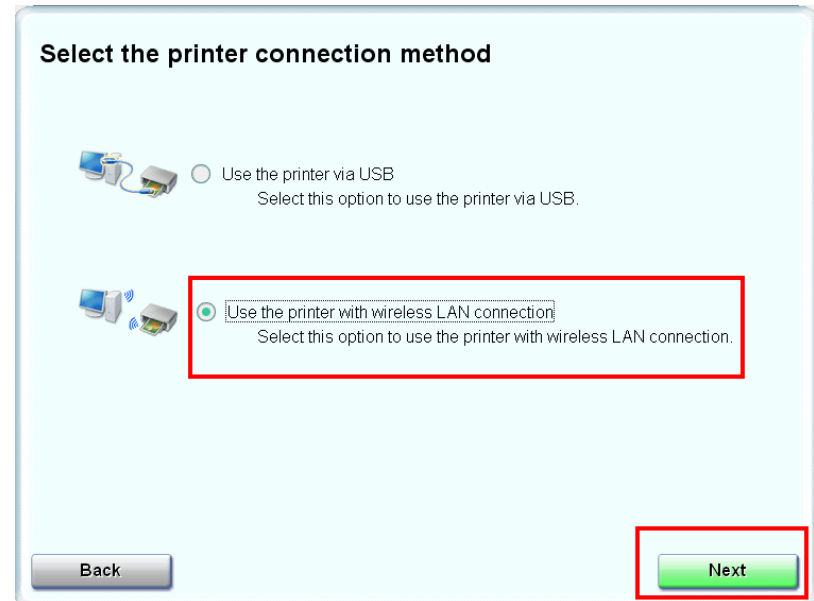 Select the printer connection method
Use the printer via USB
Select this option to use the printer via USB.
Use the printer with wireless LAN connection
Select this option to use the printer with wireless LAN connection.
Back
Next